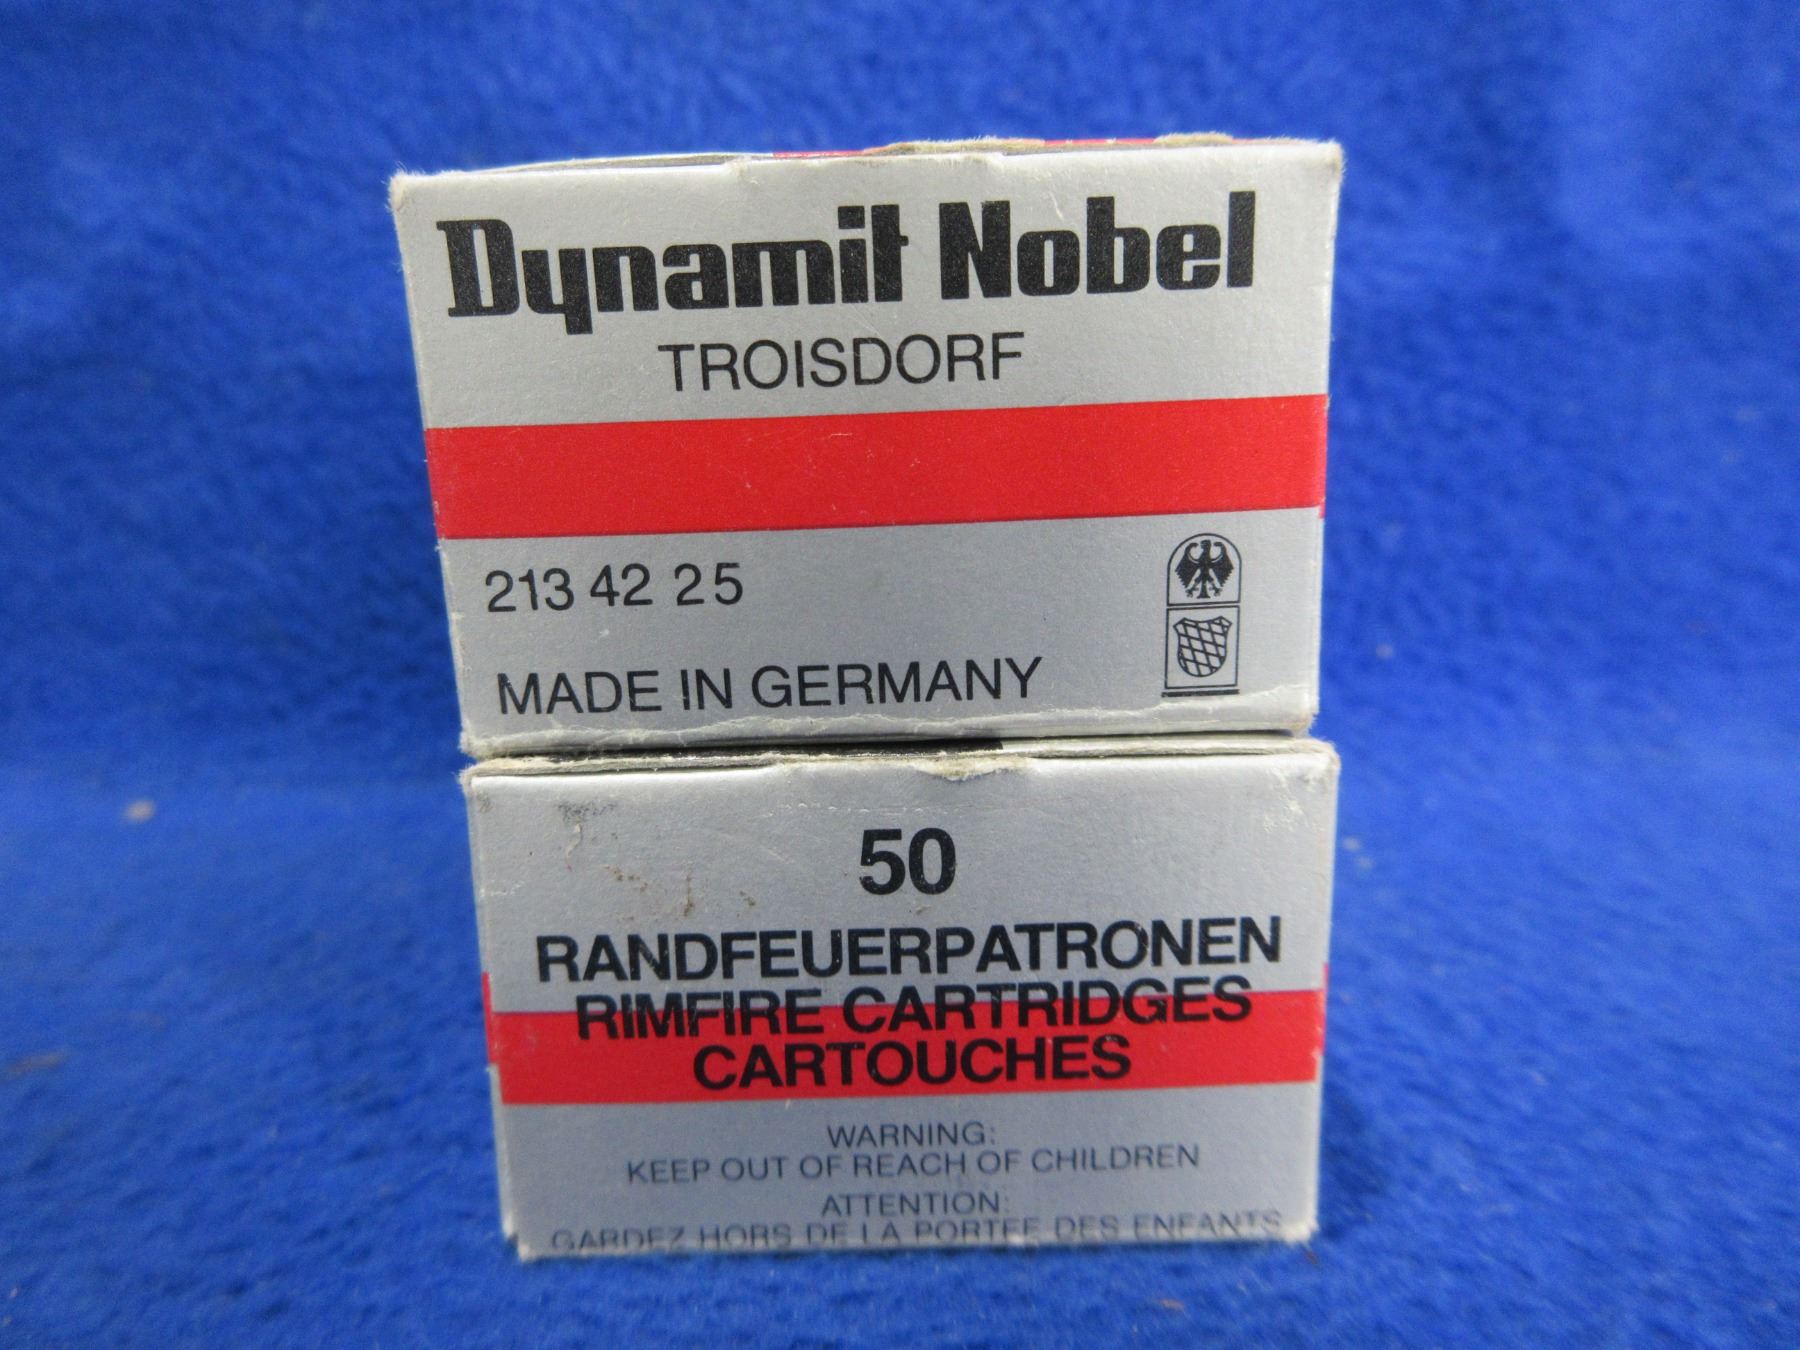 Dynamit Nobel
TROISDORF
213 42 25
MADE IN GERMANY
50
RANDFEUERPATRONEN
RIMFIRE CARTRIDGES
CARTOUCHES
WARNING:
KEEP OUT OF REACH OF CHILDREN
ATTENTION:
GARDEZ HORS DE LA PORTEE DES ENFANTS